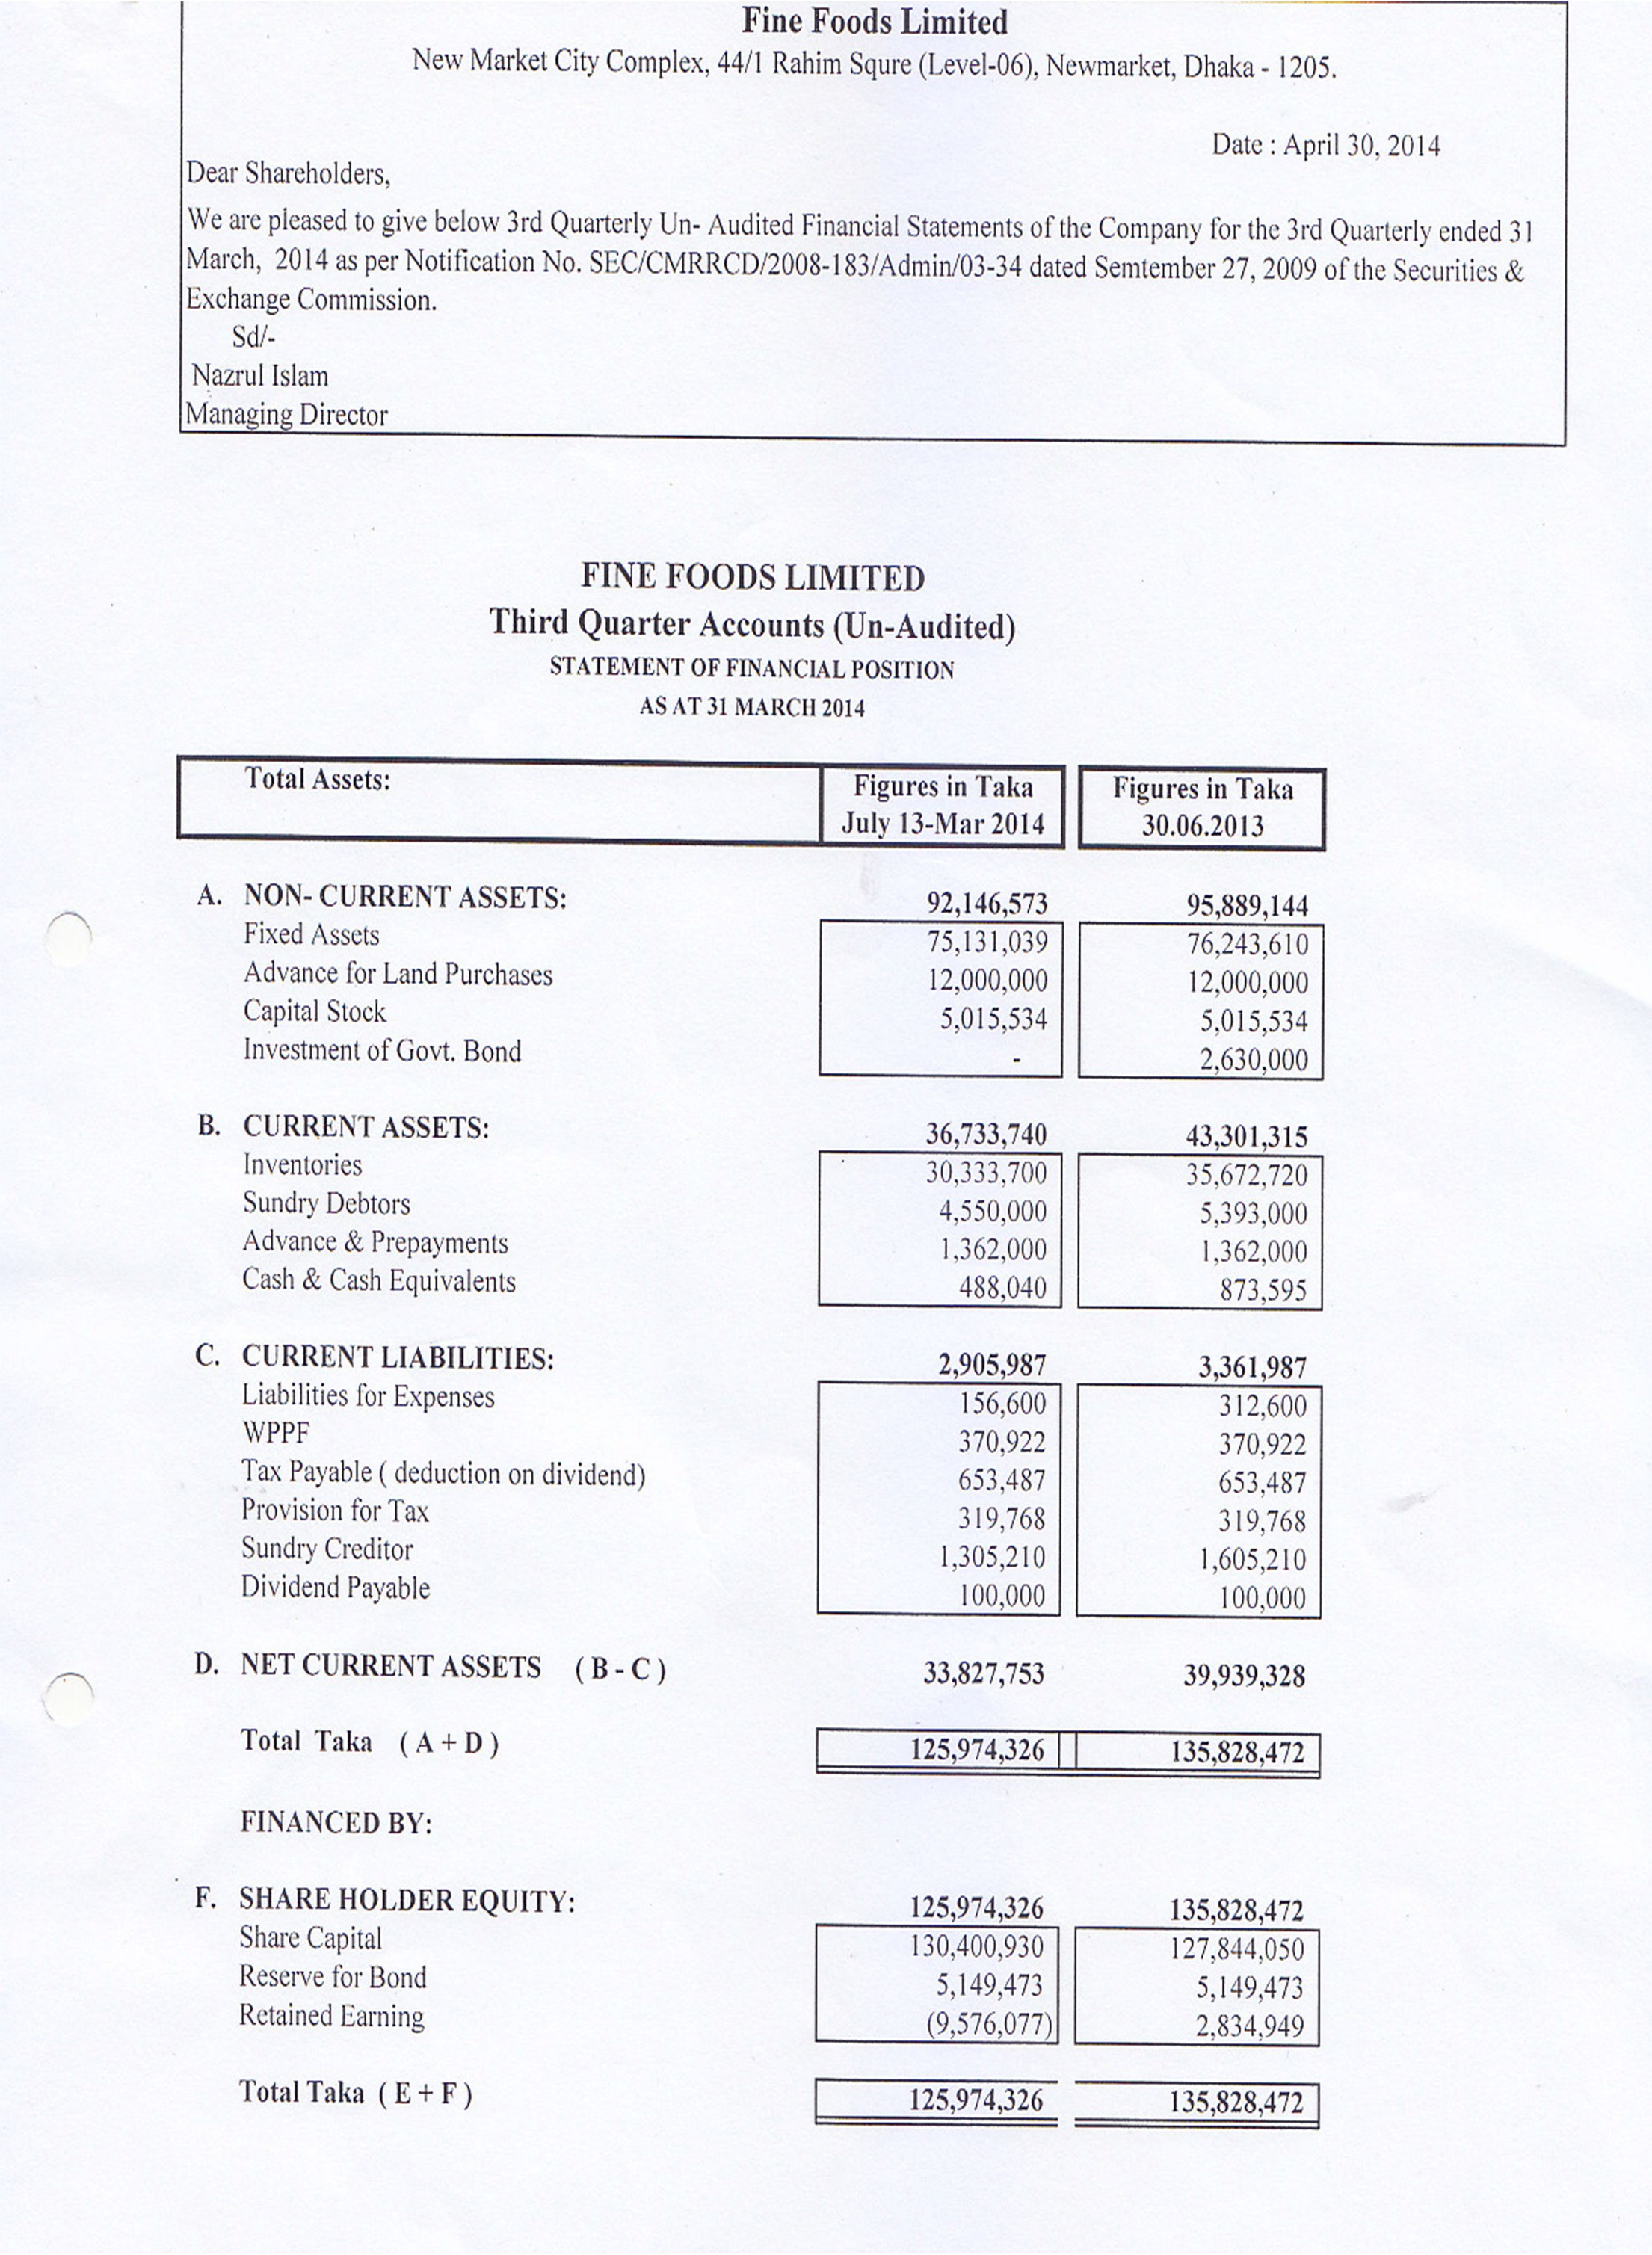 Fine Foods Limited
New Market City Complex, 44/1 Rahim Squre (Level-06), Newmarket, Dhaka - 1205.
Date : April 30, 2014
Dear Shareholders,
We are pleased to give below 3rd Quarterly Un- Audited Financial Statements of the Company for the 3rd Quarterly ended 31
March, 2014 as per Notification No. SEC/CMRRCD/2008-183/Admin/03-34 dated Semtember 27, 2009 of the Securities &
Exchange Commission.
Sd/-
Nazrul Islam
Managing Director
FINE FOODS LIMITED
Third Quarter Accounts (Un-Audited)
STATEMENT OF FINANCIAL POSITION
AS AT 31 MARCH 2014
Total Assets: Figures in Taka Figures in Taka
July 13-Mar 2014 30.06.2013
A. NON- CURRENT ASSETS: 92,146,573 95,889,144
Fixed Assets 75,131,039 76,243,610
Advance for Land Purchases 12,000,000 12,000,000
Capital Stock 5,015,534 5,015,534
Investment of Govt. Bond - 2,630,000
B. CURRENT ASSETS: 36,733,740 43,301,315
Inventories 30,333,700 35,672,720
Sundry Debtors 4,550,000 5,393,000
Advance & Prepayments 1,362,000 1,362,000
Cash & Cash Equivalents 488,040 873,595
C. CURRENT LIABILITIES: 2,905,987 3,361,987
Liabilities for Expenses 156,600 312,600
WPPF 370,922 370,922
Tax Payable ( deduction on dividend) 653,487 653,487
Provision for Tax 319,768 319,768
Sundry Creditor 1,305,210 1,605,210
Dividend Payable 100,000 100,000
D. NET CURRENT ASSETS ( B - C ) 33,827,753 39,939,328
Total Taka ( A + D ) 125,974,326 135,828,472
FINANCED BY:
F. SHARE HOLDER EQUITY: 125,974,326 135,828,472
Share Capital 130,400,930 127,844,050
Reserve for Bond 5,149,473 5,149,473
Retained Earning (9,576,077) 2,834,949
Total Taka ( E + F ) 125,974,326 135,828,472